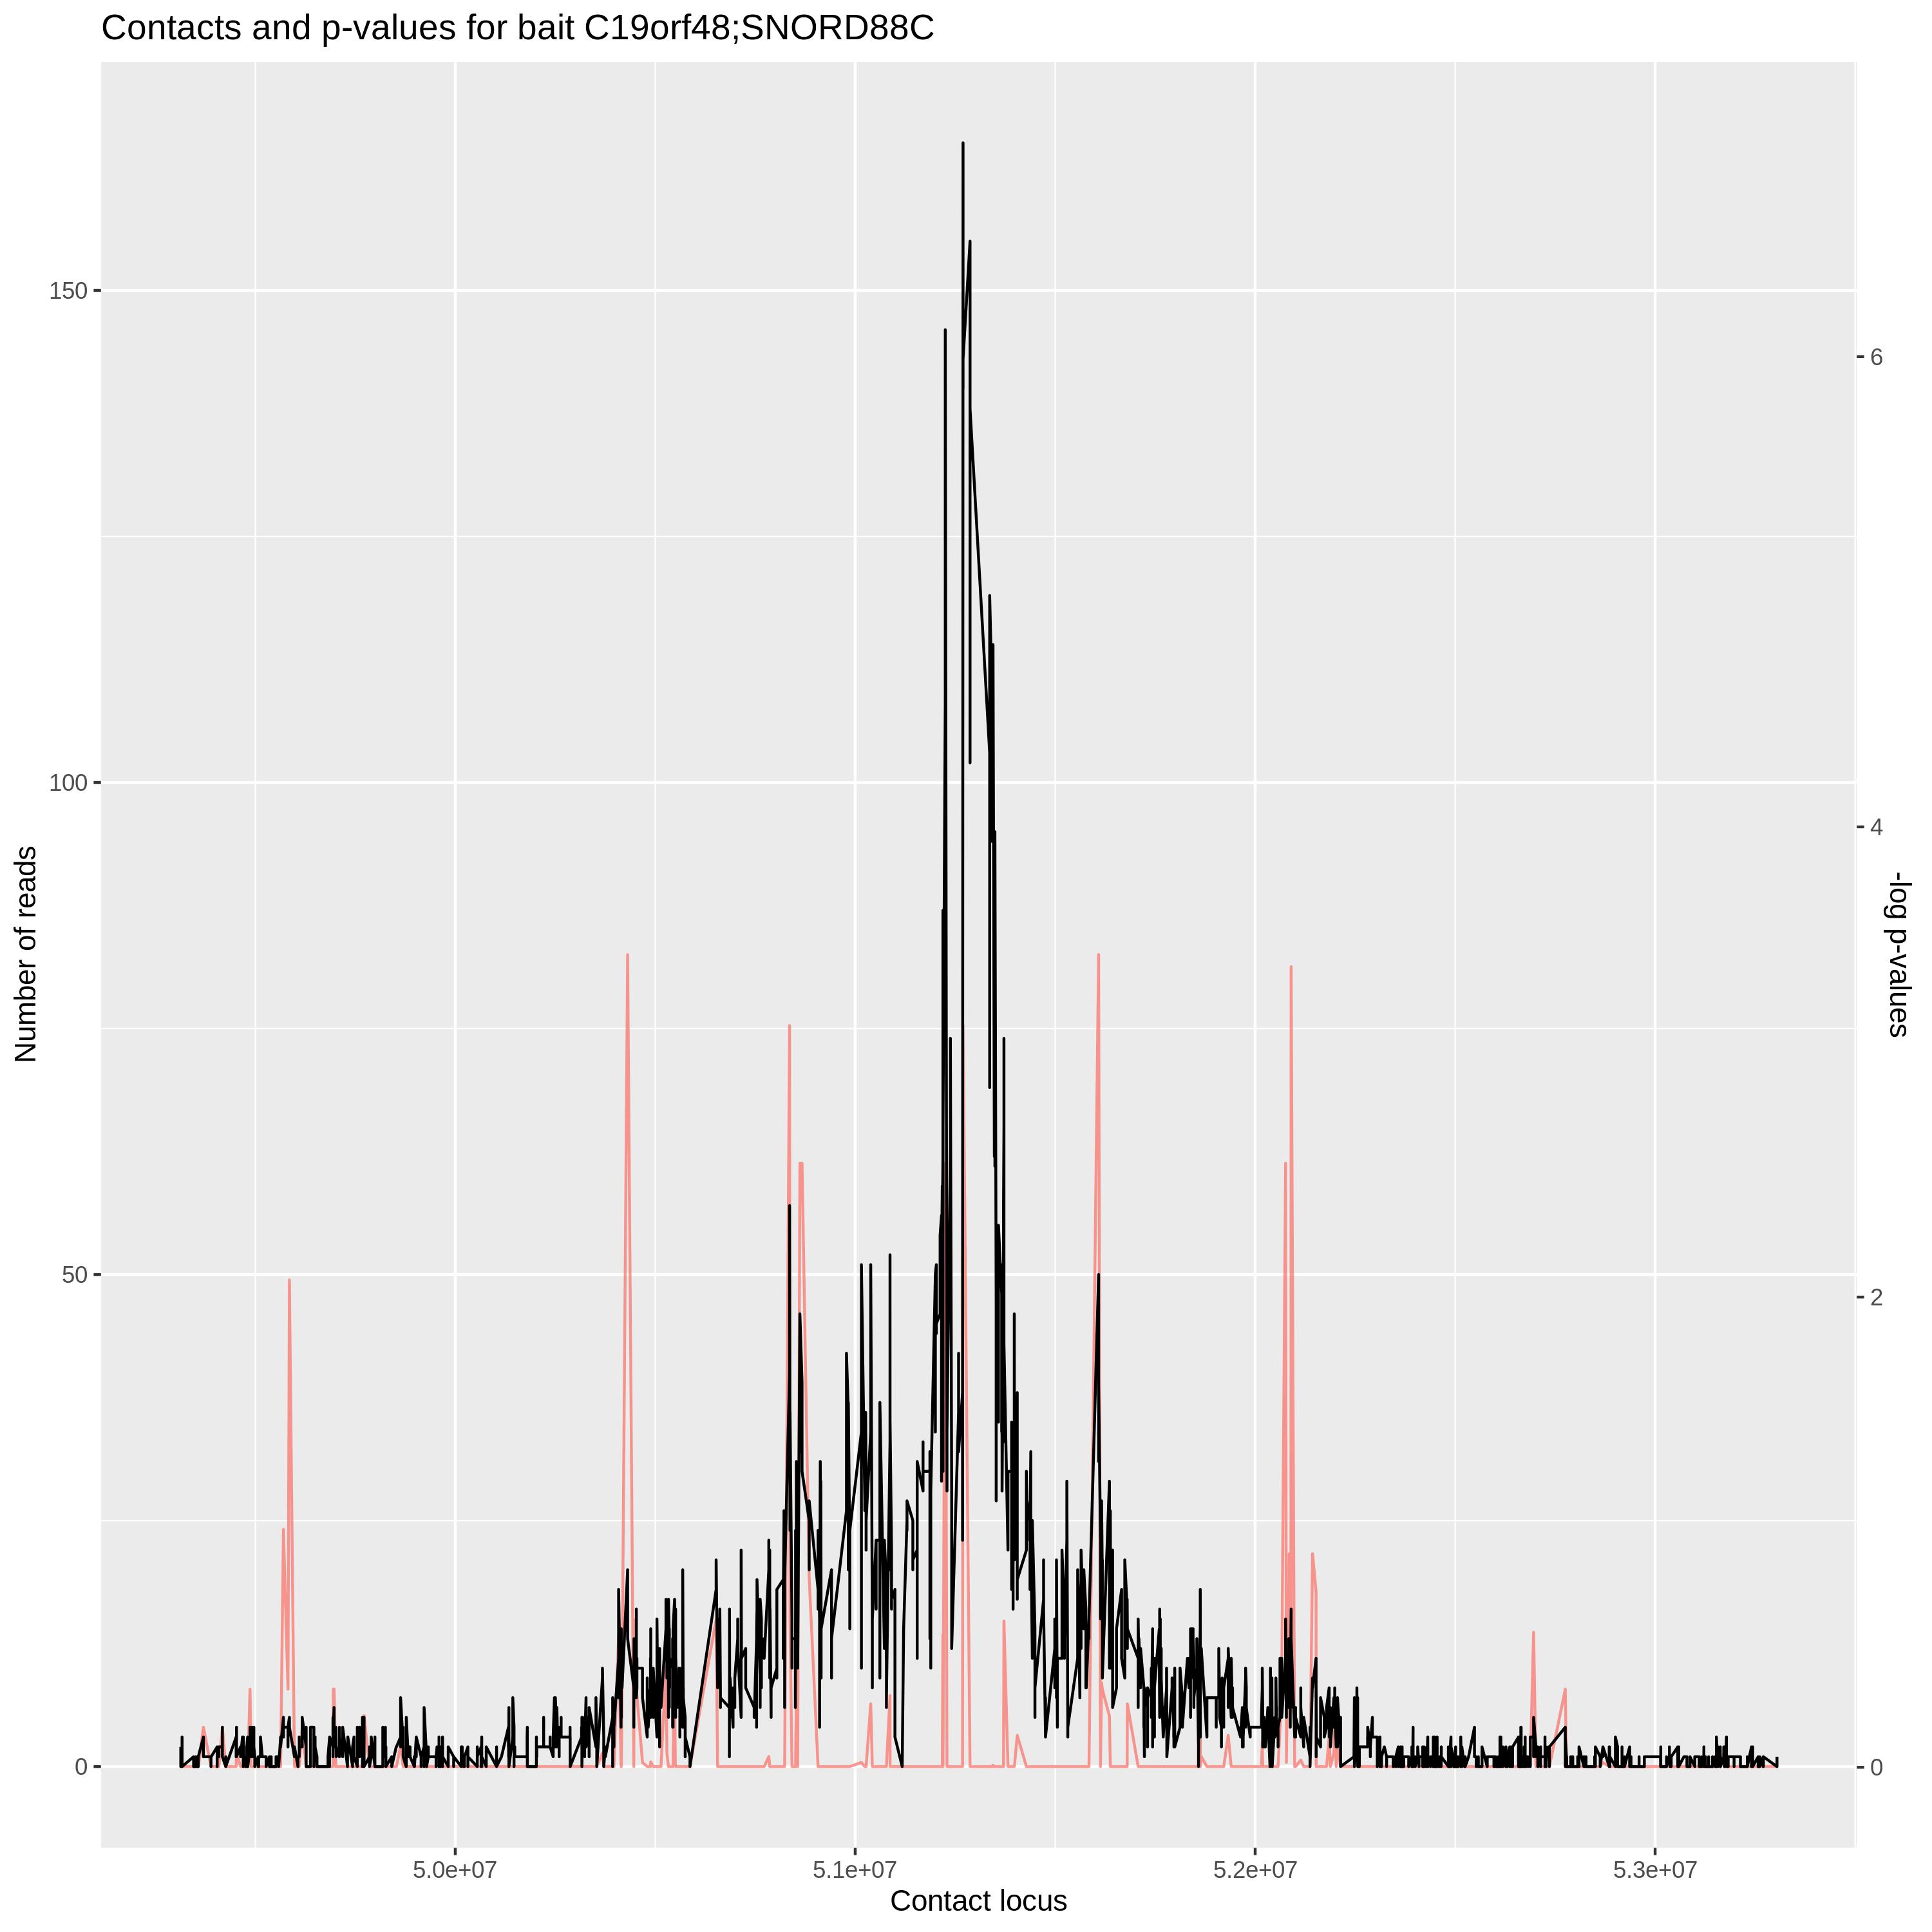 Contacts and p-values for bait C19orf48;SNORD88C
150
100
50
0
Number of reads
6
4
2
0
-log p-values
5.0e+07
5.1e+07
5.2e+07
5.3e+07
Contact locus